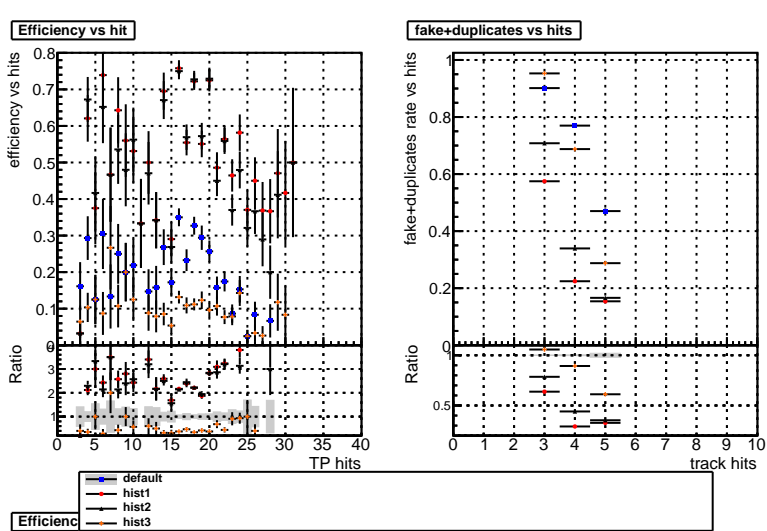 Efficiency vs hit
fake+duplicates vs hits
efficiency vs hits
0.8
0.7
0.6
0.5
0.4
0.3
0.2
0.1
0
Ratio
3
2
1
0 5 10 15 20 25 30 35 40
TP hits
fake+duplicates rate vs hits
1
0.8
0.6
0.4
0.2
0
Ratio
1
0.5
0 1 2 3 4 5 6 7 8 9 10
track hits
default
hist1
hist2
hist3
Efficienc